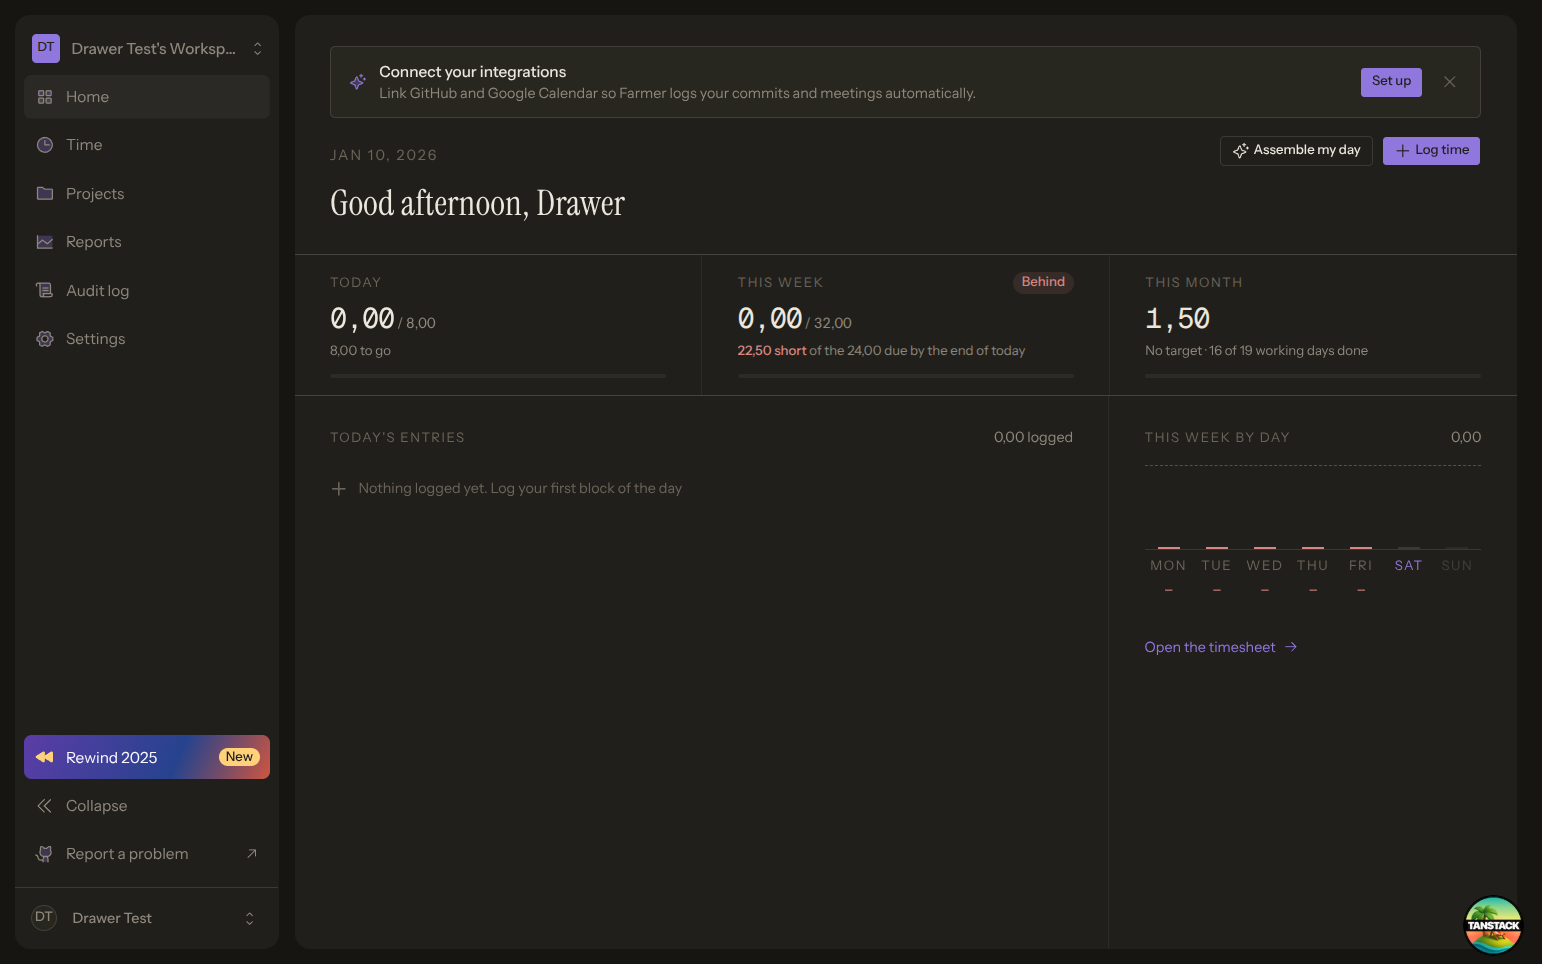 DT Drawer Test's Worksp...
Home
Time
Projects
Reports
Audit log
Settings
Rewind 2025 New
Collapse
Report a problem
DT Drawer Test
Connect your integrations
Link GitHub and Google Calendar so Farmer logs your commits and meetings automatically.
Set up
JAN 10, 2026
Assemble my day
Log time
Good afternoon, Drawer
TODAY
0,00 / 8,00
8,00 to go
THIS WEEK
Behind
0,00 / 32,00
22,50 short of the 24,00 due by the end of today
THIS MONTH
1,50
No target · 16 of 19 working days done
TODAY'S ENTRIES
0,00 logged
Nothing logged yet. Log your first block of the day
THIS WEEK BY DAY
0,00
MON TUE WED THU FRI SAT SUN
– – – – –
Open the timesheet →
TANSTACK